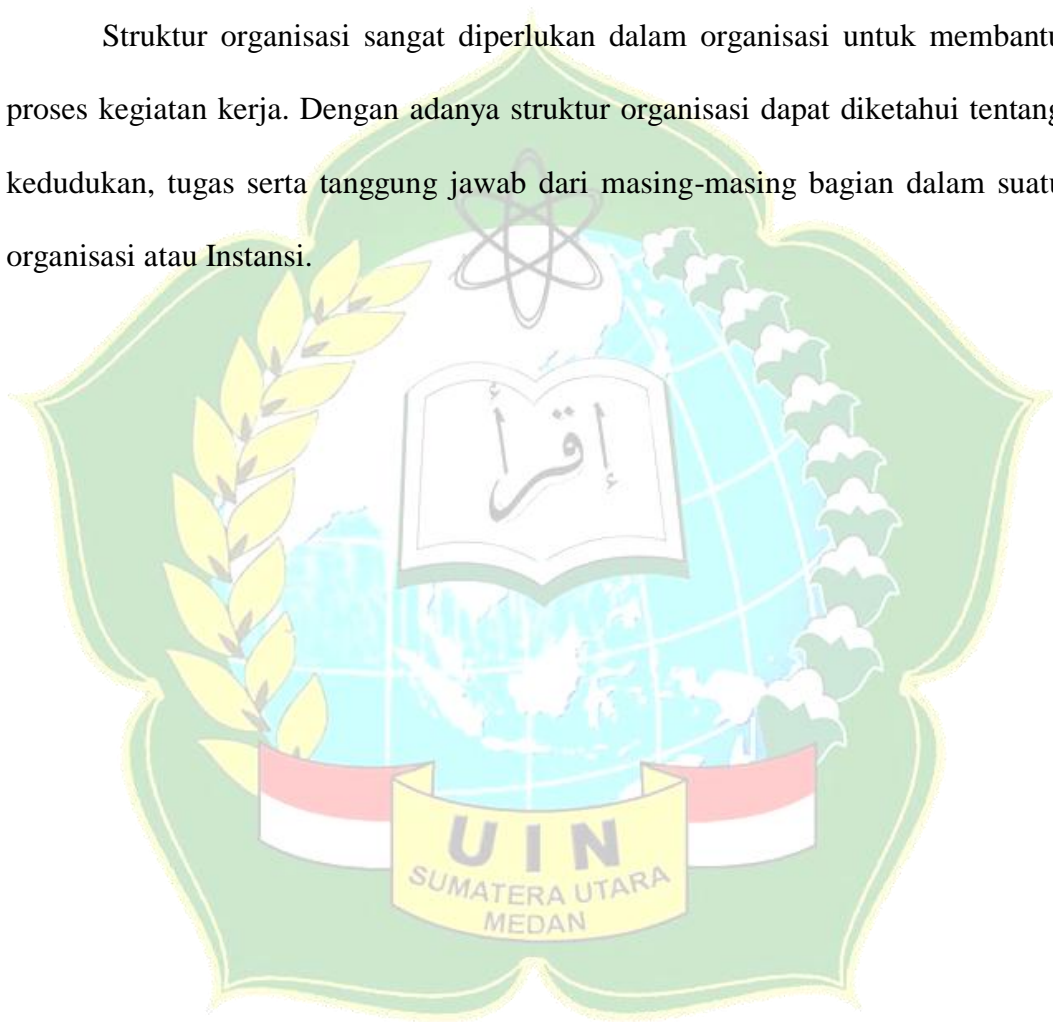 Struktur organisasi sangat diperlukan dalam organisasi untuk membantu
proses kegiatan kerja. Dengan adanya struktur organisasi dapat diketahui tentang
kedudukan, tugas serta tanggung jawab dari masing-masing bagian dalam suatu
organisasi atau Instansi.
إقرأ
UIN
SUMATERA UTARA
MEDAN